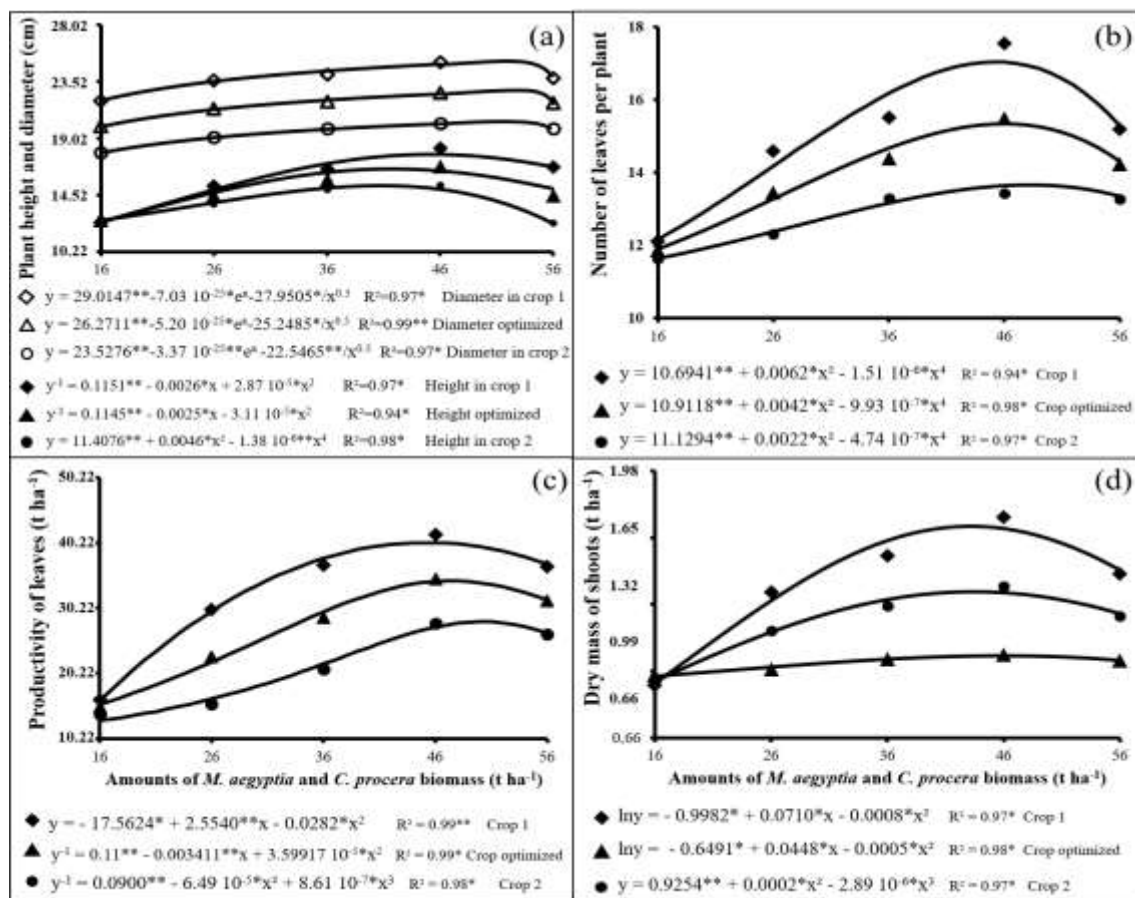 (a)
Plant height and diameter (cm)
28.02
23.52
19.02
14.52
10.22
16 26 36 46 56
y = 29.0147**-7.03 10⁻²⁵*eˣ-27.9505*/x⁰·⁵ R²=0.97* Diameter in crop 1
y = 26.2711**-5.20 10⁻²⁵*eˣ-25.2485*/x⁰·⁵ R²=0.99** Diameter optimized
y = 23.5276**-3.37 10⁻²⁵**eˣ -22.5465**/x⁰·⁵ R²=0.97* Diameter in crop 2
y⁻¹ = 0.1151** - 0.0026*x + 2.87 10⁻⁵*x² R²=0.97* Height in crop 1
y⁻¹ = 0.1145** - 0.0025*x - 3.11 10⁻⁵*x² R²=0.94* Height optimized
y = 11.4076** + 0.0046*x² - 1.38 10⁻⁶**x⁴ R²=0.98* Height in crop 2
(b)
Number of leaves per plant
18
16
14
12
10
16 26 36 46 56
y = 10.6941** + 0.0062*x² - 1.51 10⁻⁶*x⁴ R² = 0.94* Crop 1
y = 10.9118** + 0.0042*x² - 9.93 10⁻⁷*x⁴ R² = 0.98* Crop optimized
y = 11.1294** + 0.0022*x² - 4.74 10⁻⁷*x⁴ R² = 0.97* Crop 2
(c)
Productivity of leaves (t ha⁻¹)
50.22
40.22
30.22
20.22
10.22
16 26 36 46 56
Amounts of M. aegyptia and C. procera biomass (t ha⁻¹)
y = - 17.5624* + 2.5540**x - 0.0282*x² R² = 0.99** Crop 1
y⁻¹ = 0.11** - 0.003411**x + 3.59917 10⁻⁵*x² R² = 0.99* Crop optimized
y⁻¹ = 0.0900** - 6.49 10⁻⁵*x² + 8.61 10⁻⁷*x³ R² = 0.98* Crop 2
(d)
Dry mass of shoots (t ha⁻¹)
1.98
1.65
1.32
0.99
0.66
0,66
16 26 36 46 56
Amounts of M. aegyptia and C. procera biomass (t ha⁻¹)
lny = - 0.9982* + 0.0710*x - 0.0008*x² R² = 0.97* Crop 1
lny = - 0.6491* + 0.0448*x - 0.0005*x² R² = 0.98* Crop optimized
y = 0.9254** + 0.0002*x² - 2.89 10⁻⁶*x³ R² = 0.97* Crop 2